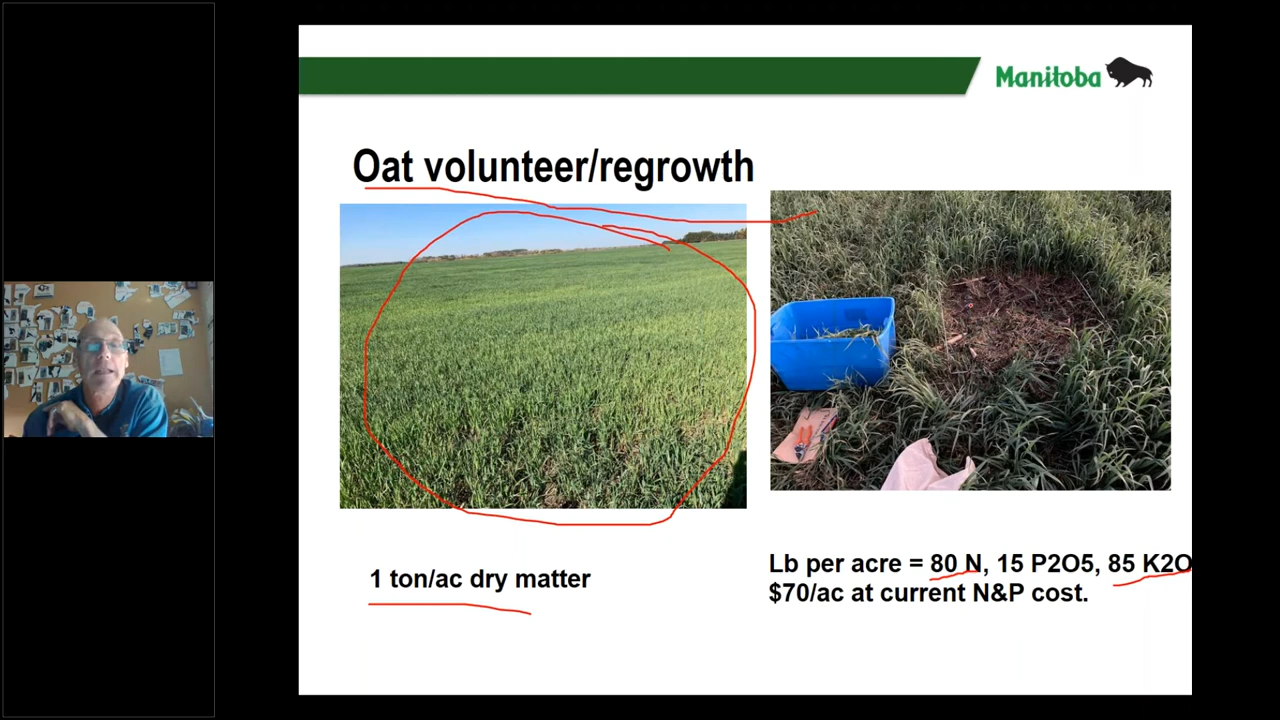 Manitoba
Oat volunteer/regrowth
1 ton/ac dry matter
Lb per acre = 80 N, 15 P2O5, 85 K2O
$70/ac at current N&P cost.